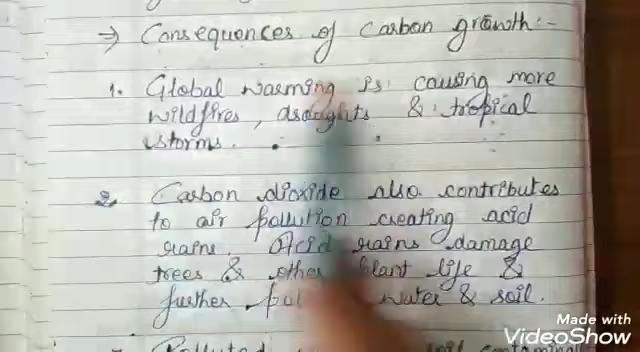 → Consequences of Carbon growth:-
1. Global warming is causing more
wildfires, droughts & tropical
storms.
2. Carbon dioxide also contributes
to air pollution creating acid
rains. Acid rains damage
trees & other plant life &
further water & soil.
Polluted
Made with
VideoShow